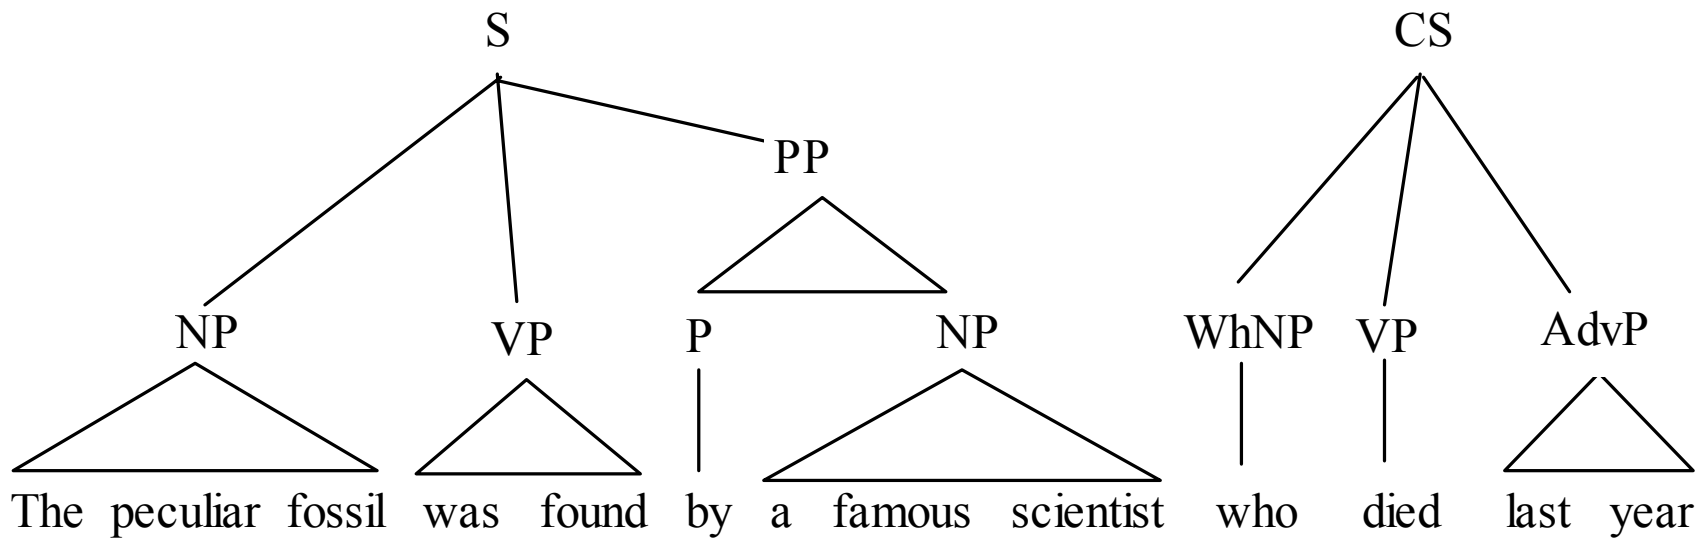 S CS
PP
NP VP P NP WhNP VP AdvP
The peculiar fossil was found by a famous scientist who died last year